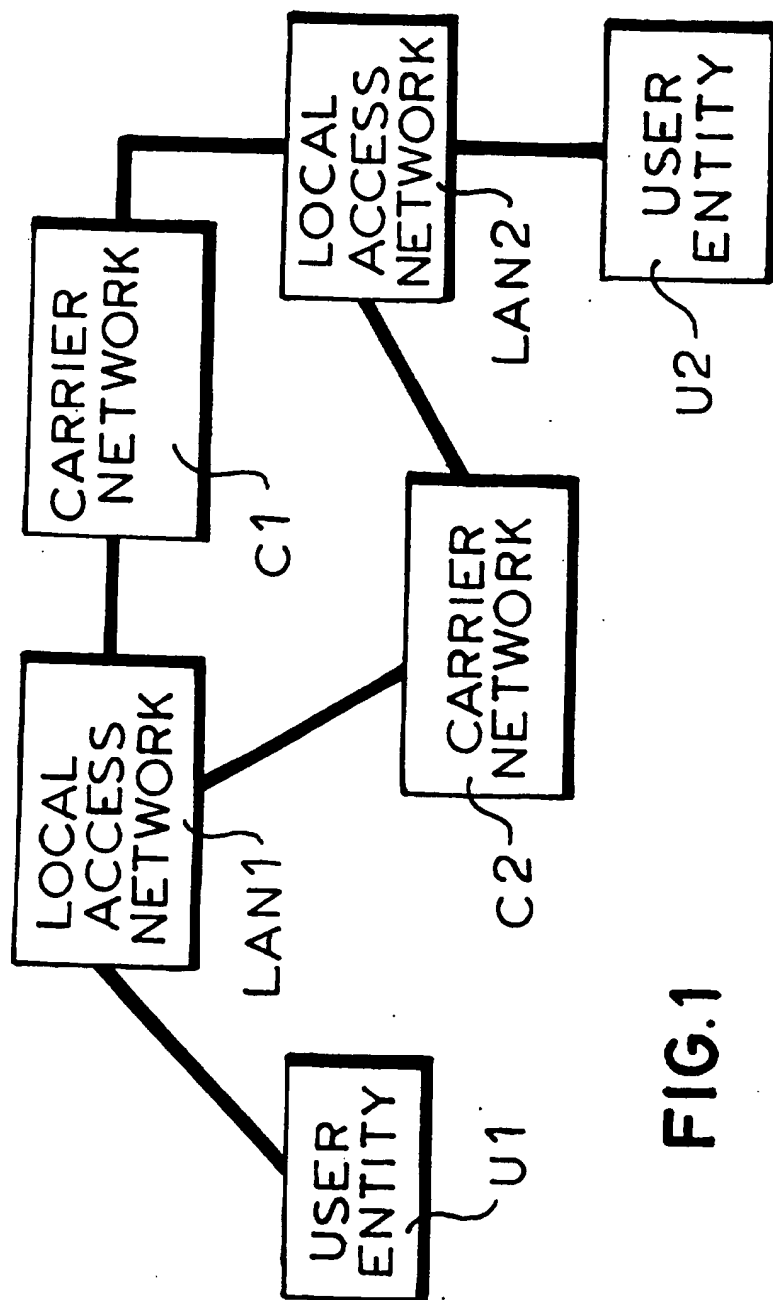 USER
ENTITY
U1
LOCAL
ACCESS
NETWORK
LAN1
CARRIER
NETWORK
C1
CARRIER
NETWORK
C2
LOCAL
ACCESS
NETWORK
LAN2
USER
ENTITY
U2
FIG.1